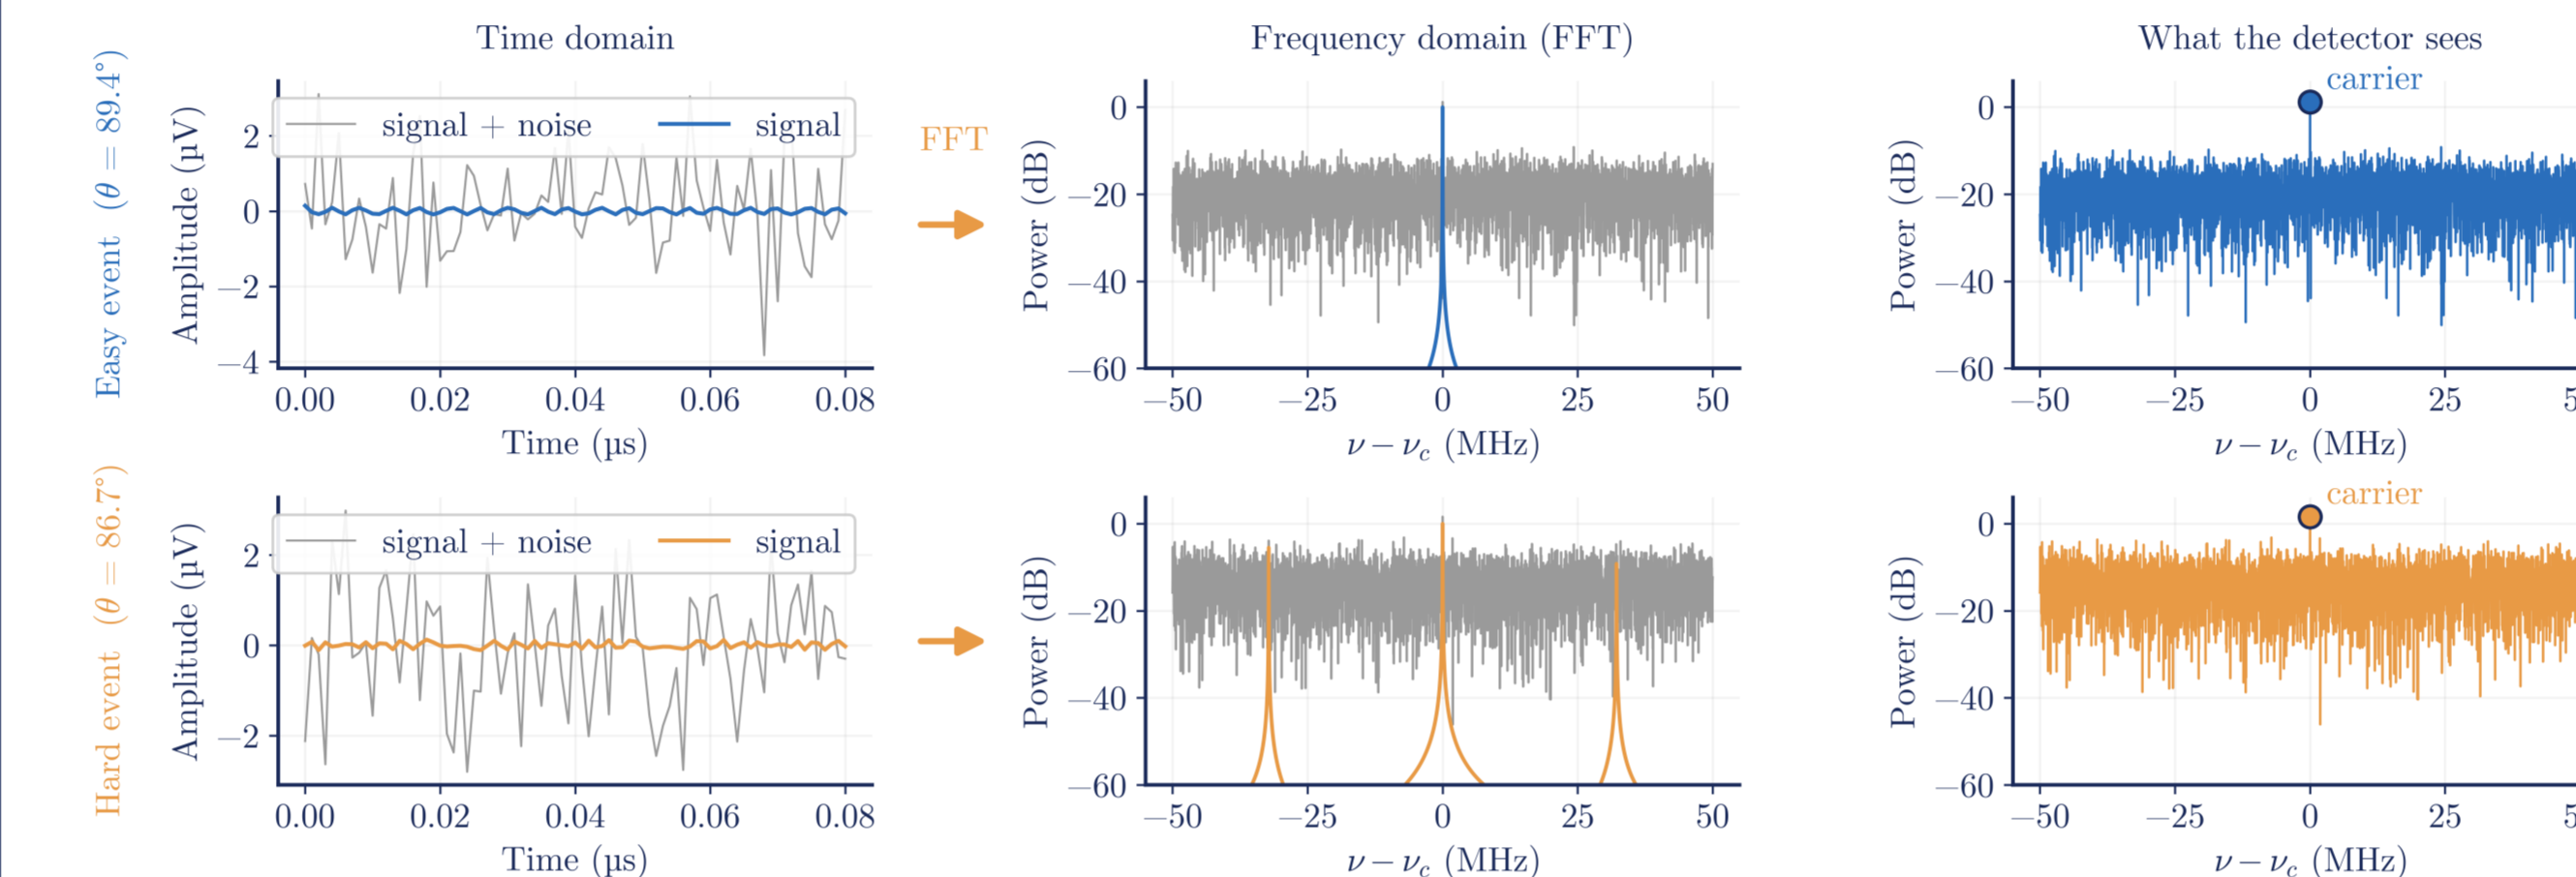 Time domain
Frequency domain (FFT)
What the detector sees
Easy event (θ = 89.4°)
Amplitude (µV)
2
0
−2
−4
signal + noise
signal
0.00
0.02
0.04
0.06
0.08
Time (µs)
FFT
Power (dB)
0
−20
−40
−60
−50
−25
0
25
50
ν − ν_c (MHz)
carrier
Power (dB)
0
−20
−40
−60
−50
−25
0
25
ν − ν_c (MHz)
Hard event (θ = 86.7°)
Amplitude (µV)
2
0
−2
signal + noise
signal
0.00
0.02
0.04
0.06
0.08
Time (µs)
Power (dB)
0
−20
−40
−60
−50
−25
0
25
50
ν − ν_c (MHz)
carrier
Power (dB)
0
−20
−40
−60
−50
−25
0
25
ν − ν_c (MHz)